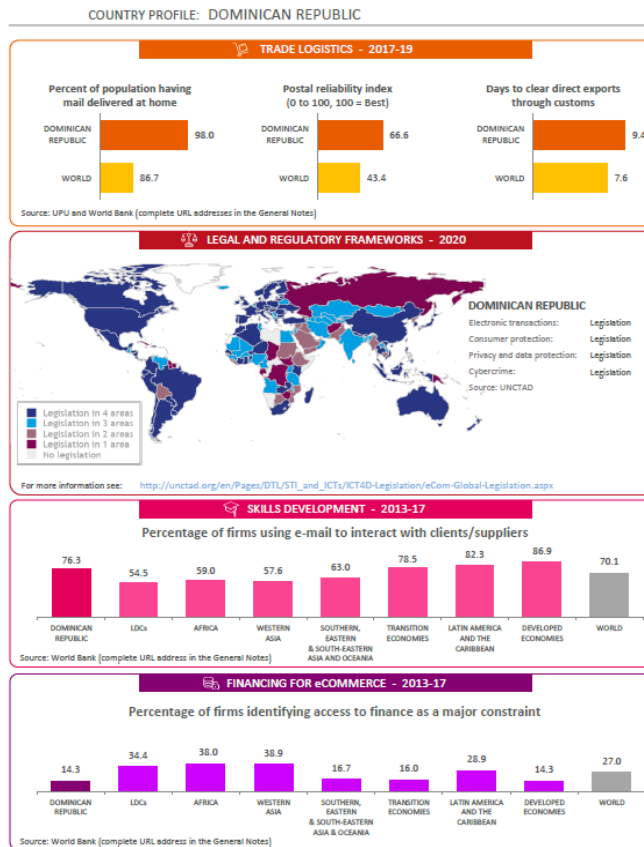 COUNTRY PROFILE: DOMINICAN REPUBLIC
TRADE LOGISTICS - 2017-19
Percent of population having
mail delivered at home
DOMINICAN
REPUBLIC
98.0
WORLD
86.7
Postal reliability index
(0 to 100, 100 = Best)
DOMINICAN
REPUBLIC
66.6
WORLD
43.4
Days to clear direct exports
through customs
DOMINICAN
REPUBLIC
9.4
WORLD
7.6
Source: UPU and World Bank (complete URL addresses in the General Notes)
LEGAL AND REGULATORY FRAMEWORKS - 2020
Legislation in 4 areas
Legislation in 3 areas
Legislation in 2 areas
Legislation in 1 area
No legislation
DOMINICAN REPUBLIC
Electronic transactions: Legislation
Consumer protection: Legislation
Privacy and data protection: Legislation
Cybercrime: Legislation
Source: UNCTAD
For more information see: http://unctad.org/en/Pages/DTL/STI_and_ICTs/ICT4D-Legislation/eCom-Global-Legislation.aspx
SKILLS DEVELOPMENT - 2013-17
Percentage of firms using e-mail to interact with clients/suppliers
76.3 54.5 59.0 57.6 63.0 78.5 82.3 86.9 70.1
DOMINICAN
REPUBLIC
LDCs
AFRICA
WESTERN
ASIA
SOUTHERN,
EASTERN
& SOUTH-EASTERN
ASIA AND OCEANIA
TRANSITION
ECONOMIES
LATIN AMERICA
AND THE
CARIBBEAN
DEVELOPED
ECONOMIES
WORLD
Source: World Bank (complete URL address in the General Notes)
FINANCING FOR eCOMMERCE - 2013-17
Percentage of firms identifying access to finance as a major constraint
14.3 34.4 38.0 38.9 16.7 16.0 28.9 14.3 27.0
DOMINICAN
REPUBLIC
LDCs
AFRICA
WESTERN
ASIA
SOUTHERN,
EASTERN
& SOUTH-EASTERN
ASIA & OCEANIA
TRANSITION
ECONOMIES
LATIN AMERICA
AND THE
CARIBBEAN
DEVELOPED
ECONOMIES
WORLD
Source: World Bank (complete URL address in the General Notes)